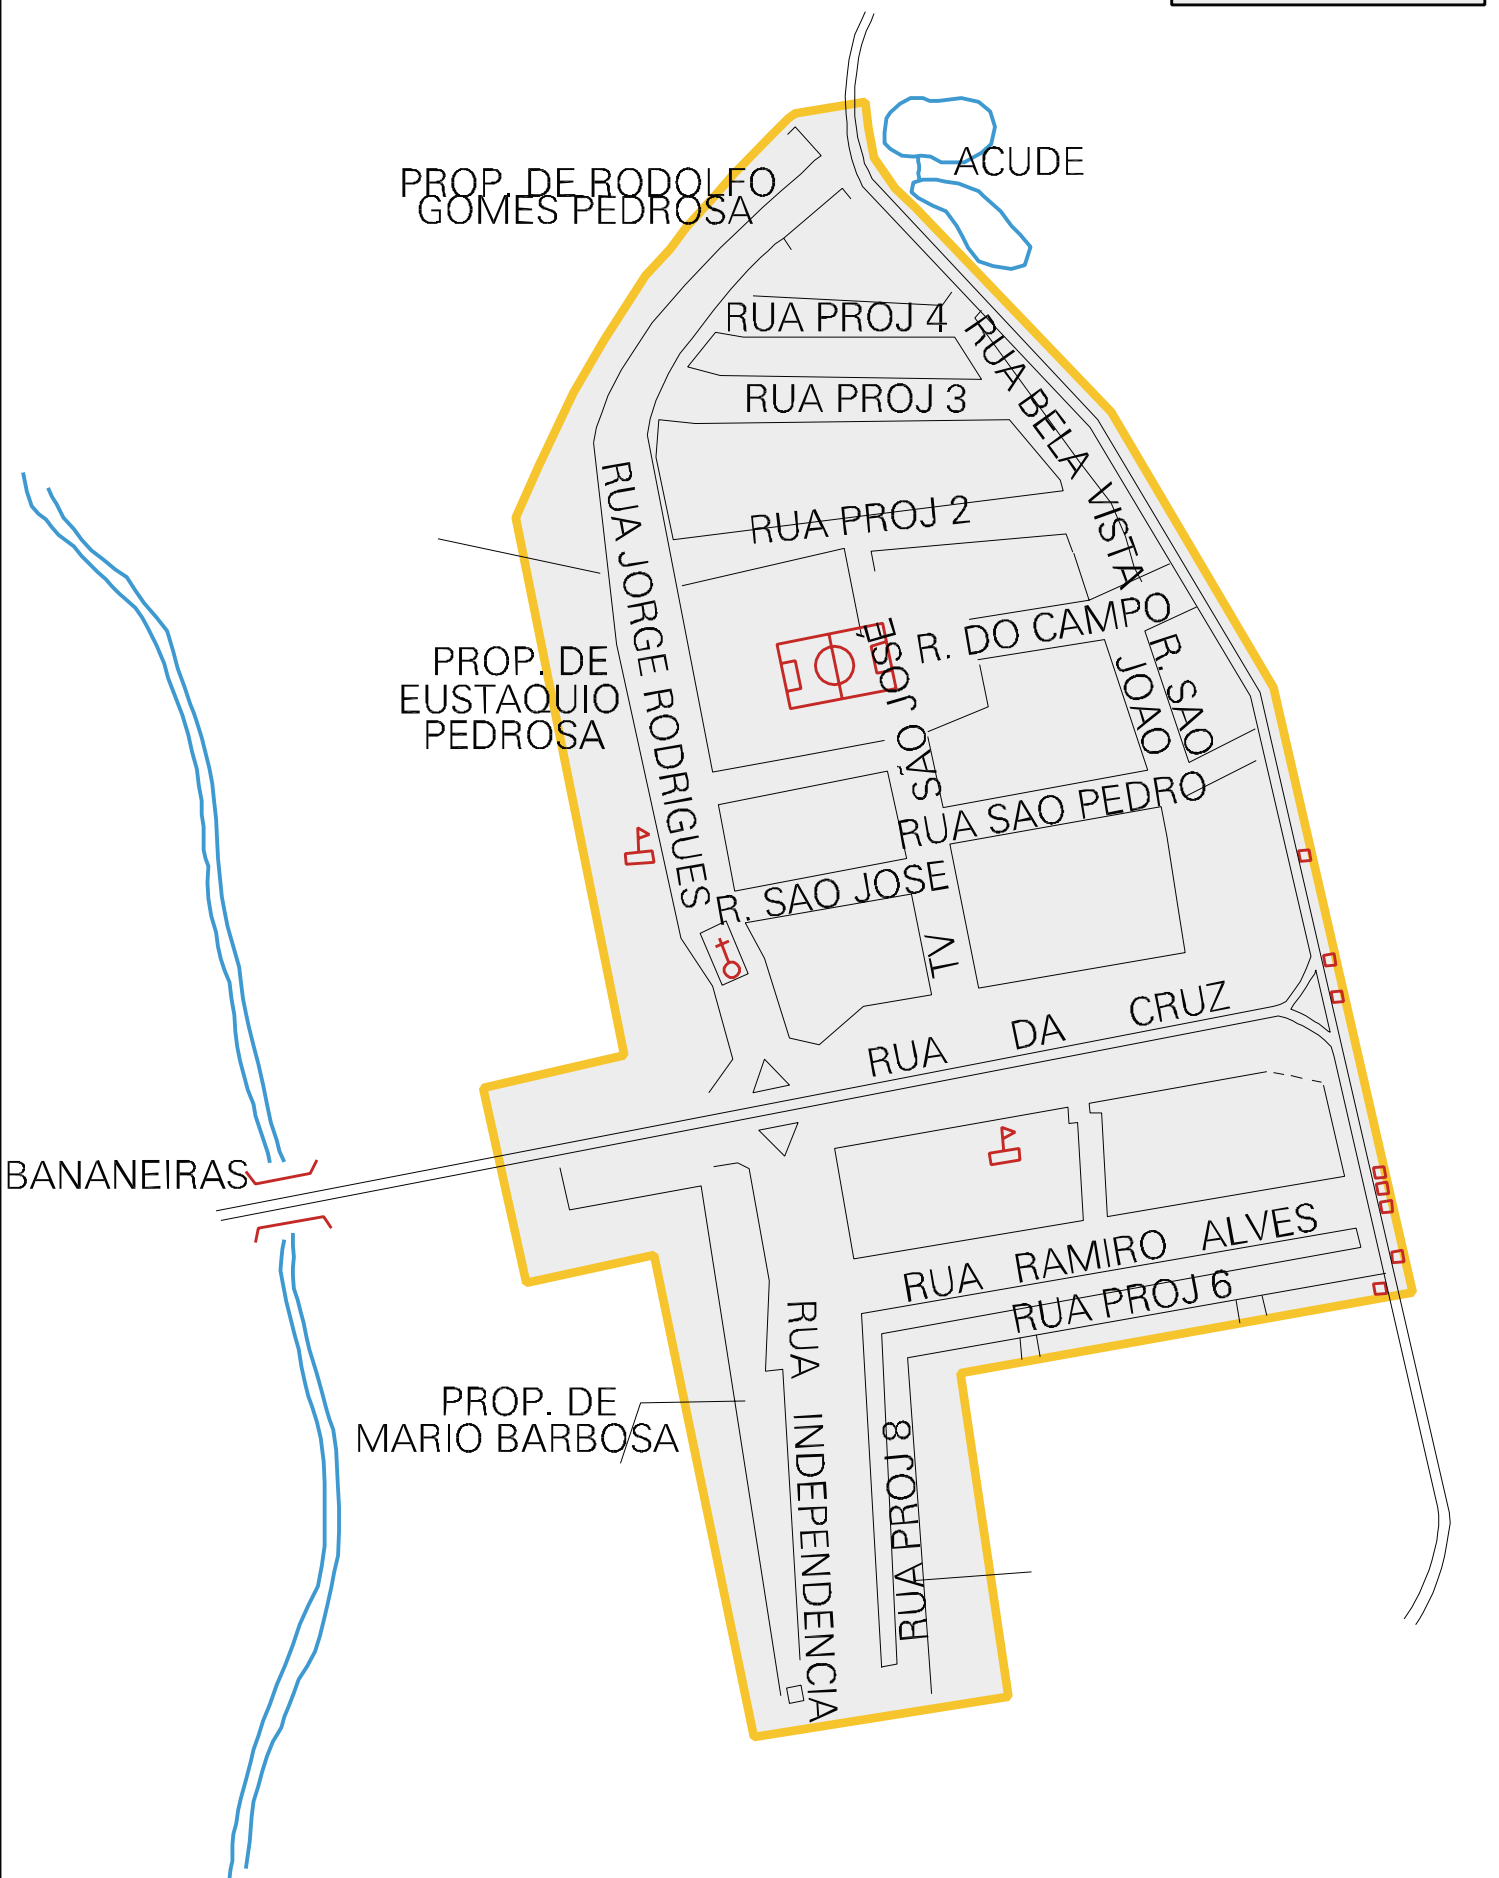 ACUDE
PROP. DE RODOLFO
GOMES PEDROSA
RUA PROJ 4
RUA BELA VISTA
RUA PROJ 3
RUA PROJ 2
RUA JORGE RODRIGUES
R. DO CAMPO
R. SAO
JOAO
PROP. DE
EUSTAQUIO
PEDROSA
TV SÃO JOSÉ
RUA SAO PEDRO
R. SAO JOSE
RUA DA CRUZ
BANANEIRAS
RUA RAMIRO ALVES
RUA PROJ 6
RUA INDEPENDENCIA
PROP. DE
MARIO BARBOSA
RUA PROJ 8